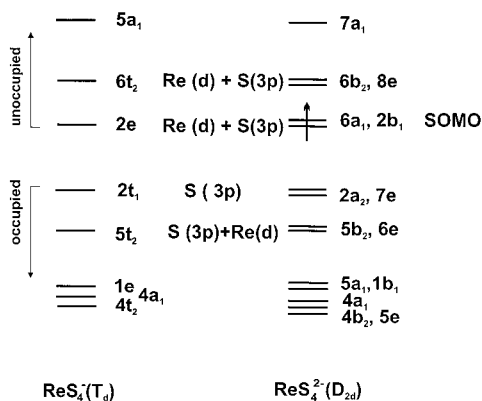 5a₁ 7a₁
unoccupied
6t₂ Re (d) + S(3p) 6b₂, 8e
2e Re (d) + S(3p) 6a₁, 2b₁ SOMO
occupied
2t₁ S ( 3p) 2a₂, 7e
5t₂ S (3p)+Re(d) 5b₂, 6e
1e 4a₁ 5a₁,1b₁
4a₁
4t₂ 4b₂, 5e
ReS₄⁻(T_d) ReS₄²⁻(D₂d)